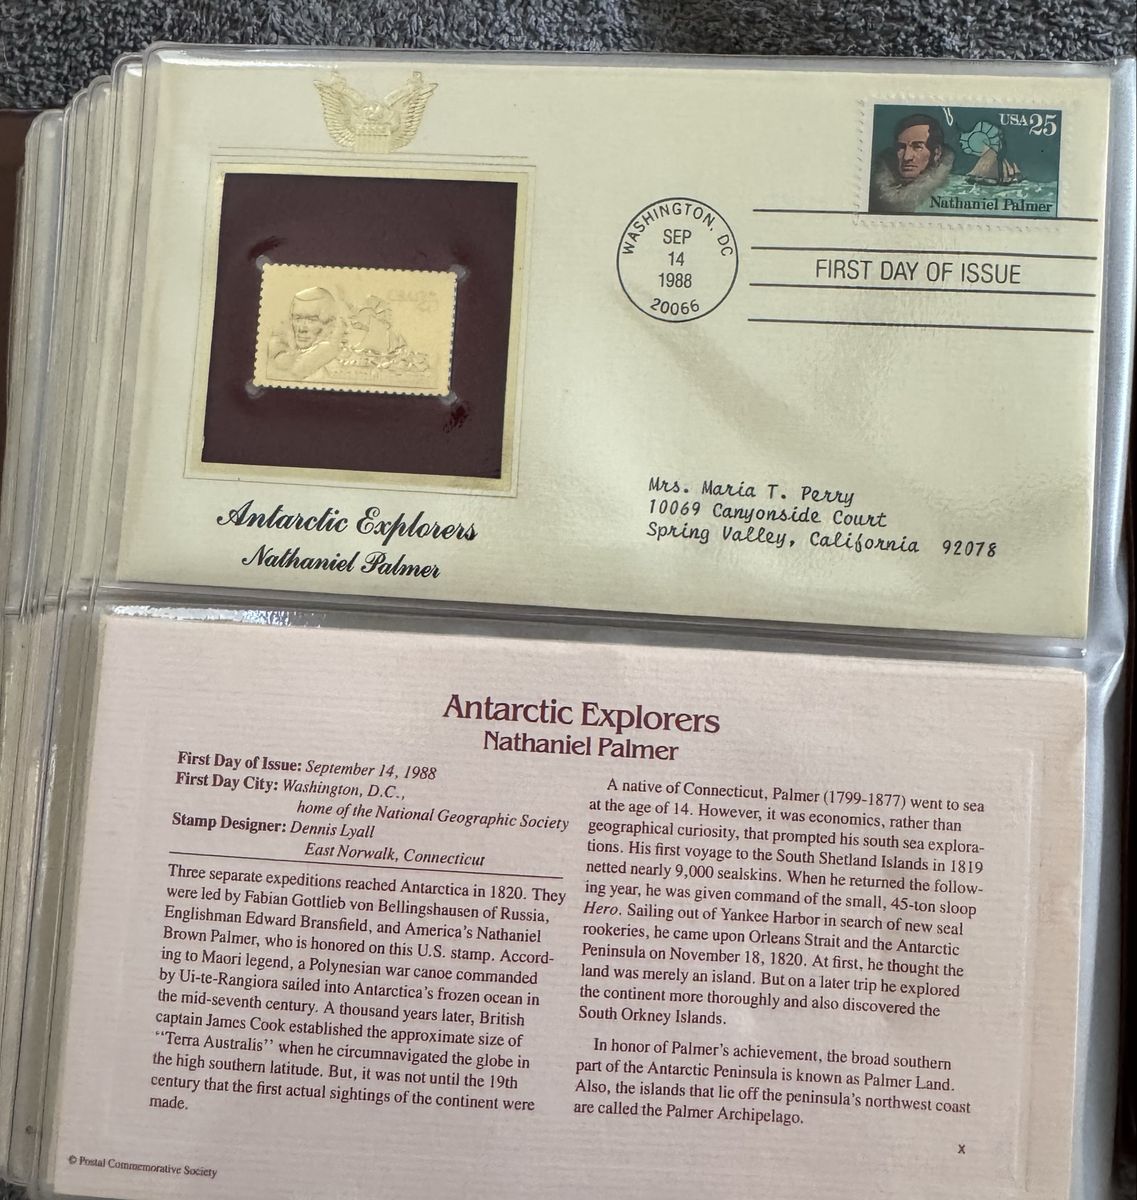 USA 25
Nathaniel Palmer
WASHINGTON, DC
SEP
14
1988
20066
FIRST DAY OF ISSUE
Mrs. Maria T. Perry
10069 Canyonside Court
Spring Valley, California 92078
Antarctic Explorers
Nathaniel Palmer
Antarctic Explorers
Nathaniel Palmer
First Day of Issue: September 14, 1988
First Day City: Washington, D.C.,
home of the National Geographic Society
Stamp Designer: Dennis Lyall
East Norwalk, Connecticut
Three separate expeditions reached Antarctica in 1820. They
were led by Fabian Gottlieb von Bellingshausen of Russia,
Englishman Edward Bransfield, and America's Nathaniel
Brown Palmer, who is honored on this U.S. stamp. Accord-
ing to Maori legend, a Polynesian war canoe commanded
by Ui-te-Rangiora sailed into Antarctica's frozen ocean in
the mid-seventh century. A thousand years later, British
captain James Cook established the approximate size of
‘‘Terra Australis’’ when he circumnavigated the globe in
the high southern latitude. But, it was not until the 19th
century that the first actual sightings of the continent were
made.
A native of Connecticut, Palmer (1799-1877) went to sea
at the age of 14. However, it was economics, rather than
geographical curiosity, that prompted his south sea explora-
tions. His first voyage to the South Shetland Islands in 1819
netted nearly 9,000 sealskins. When he returned the follow-
ing year, he was given command of the small, 45-ton sloop
Hero. Sailing out of Yankee Harbor in search of new seal
rookeries, he came upon Orleans Strait and the Antarctic
Peninsula on November 18, 1820. At first, he thought the
land was merely an island. But on a later trip he explored
the continent more thoroughly and also discovered the
South Orkney Islands.
In honor of Palmer's achievement, the broad southern
part of the Antarctic Peninsula is known as Palmer Land.
Also, the islands that lie off the peninsula's northwest coast
are called the Palmer Archipelago.
X
© Postal Commemorative Society